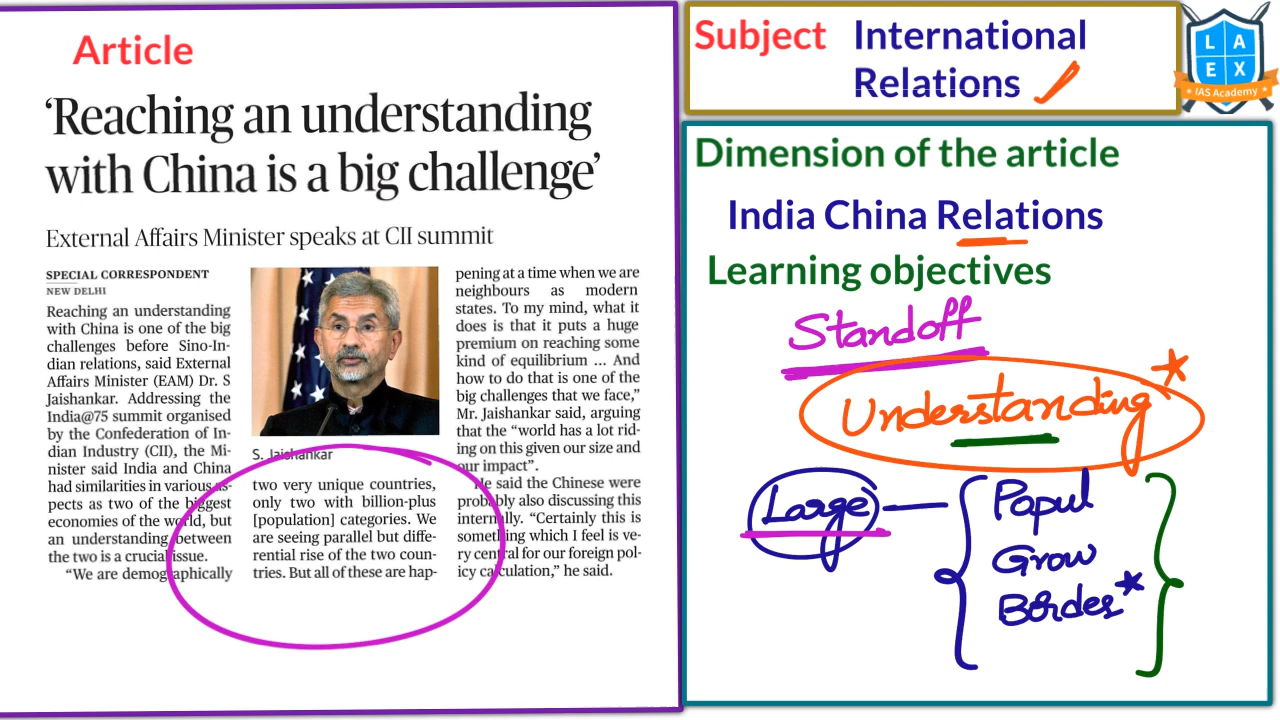 Article
‘Reaching an understanding
with China is a big challenge’
External Affairs Minister speaks at CII summit
SPECIAL CORRESPONDENT
NEW DELHI
Reaching an understanding
with China is one of the big
challenges before Sino-In-
dian relations, said External
Affairs Minister (EAM) Dr. S
Jaishankar. Addressing the
India@75 summit organised
by the Confederation of In-
dian Industry (CII), the Mi-
nister said India and China
had similarities in various as-
pects as two of the biggest
economies of the world, but
an understanding between
the two is a crucial issue.
“We are demographically
S. Jaishankar
two very unique countries,
only two with billion-plus
[population] categories. We
are seeing parallel but diffe-
rential rise of the two coun-
tries. But all of these are hap-
pening at a time when we are
neighbours as modern
states. To my mind, what it
does is that it puts a huge
premium on reaching some
kind of equilibrium ... And
how to do that is one of the
big challenges that we face,”
Mr. Jaishankar said, arguing
that the “world has a lot rid-
ing on this given our size and
our impact”.
He said the Chinese were
probably also discussing this
internally. “Certainly this is
something which I feel is ve-
ry central for our foreign pol-
icy calculation,” he said.
Subject International
Relations
L A
E X
IAS Academy
Dimension of the article
India China Relations
Learning objectives
Standoff
Understanding
Large
Popul
Grow
Border